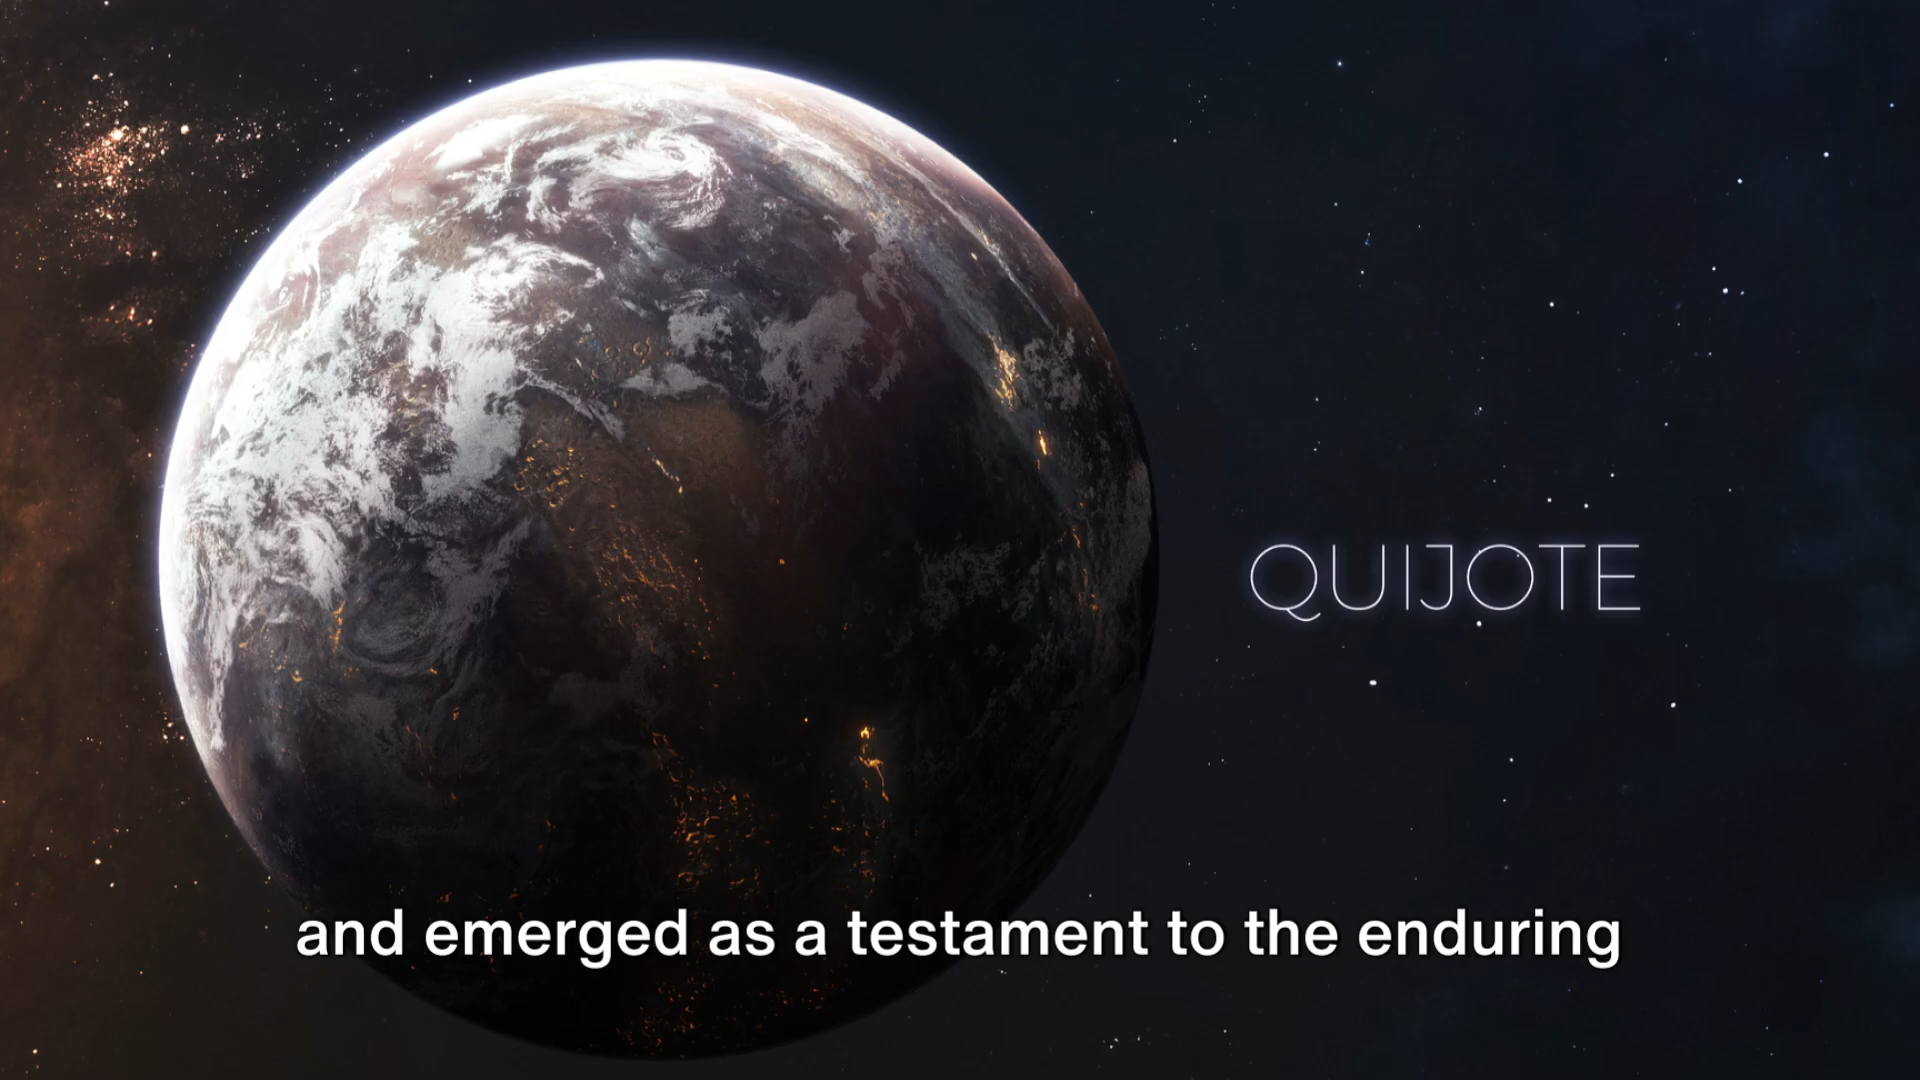 QUIJOTE
and emerged as a testament to the enduring